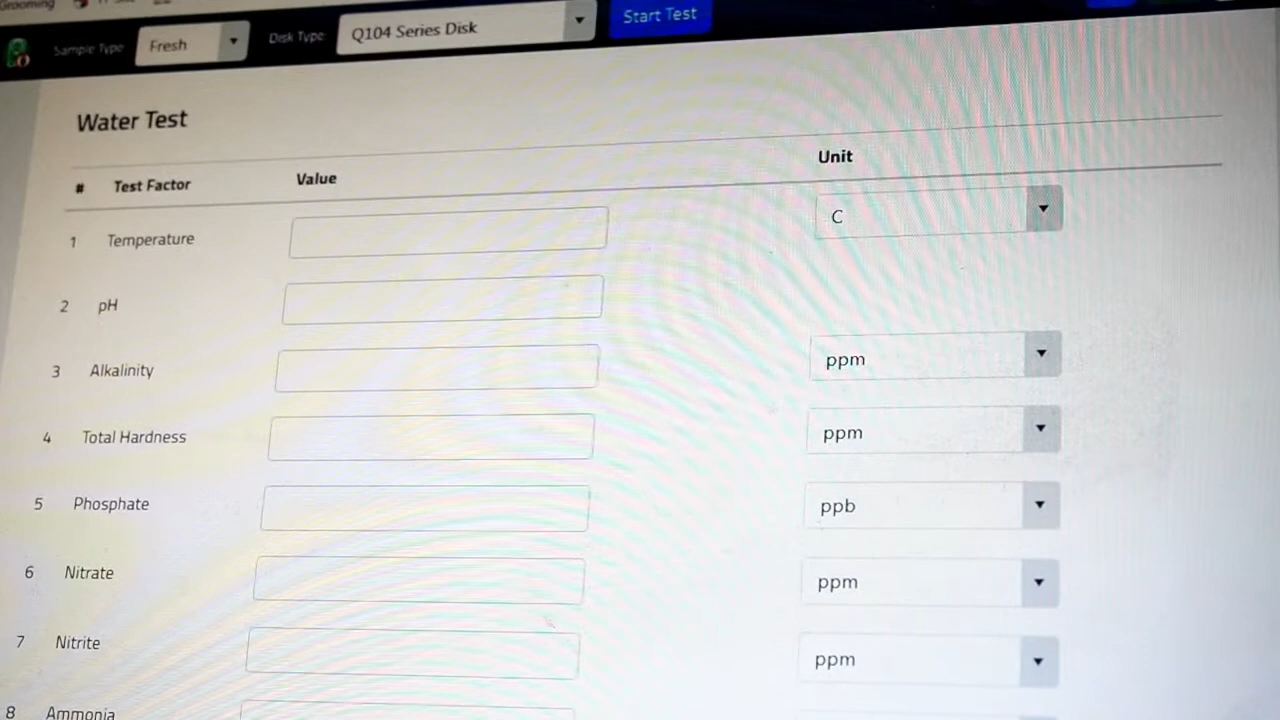 Grooming
Sample Type Fresh Disk Type Q104 Series Disk Start Test
Water Test
# Test Factor Value Unit
1 Temperature C
2 pH
3 Alkalinity ppm
4 Total Hardness ppm
5 Phosphate ppb
6 Nitrate ppm
7 Nitrite ppm
8 Ammonia